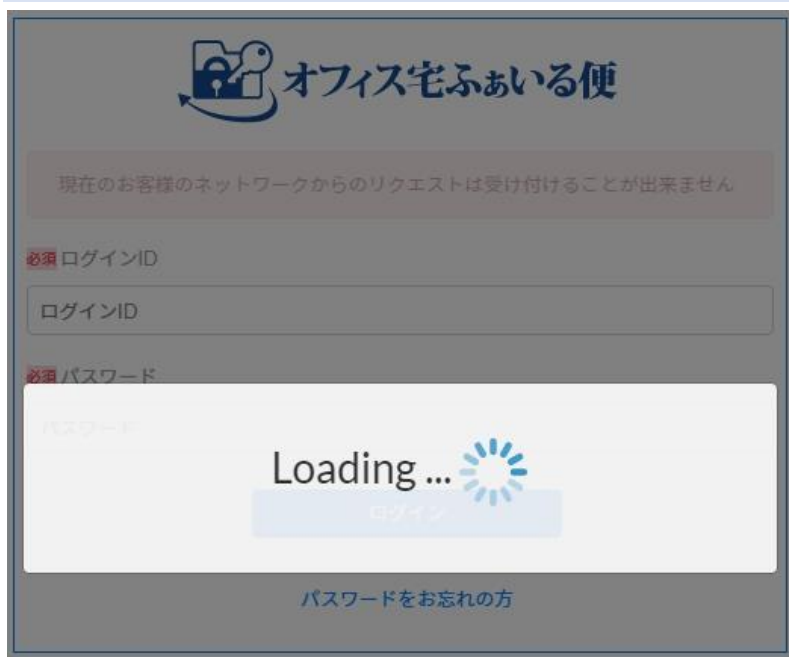 オフィス宅ふぁいる便
現在のお客様のネットワークからのリクエストは受け付けることが出来ません
必須 ログインID
ログインID
必須 パスワード
パスワード
Loading ...
ログイン
パスワードをお忘れの方